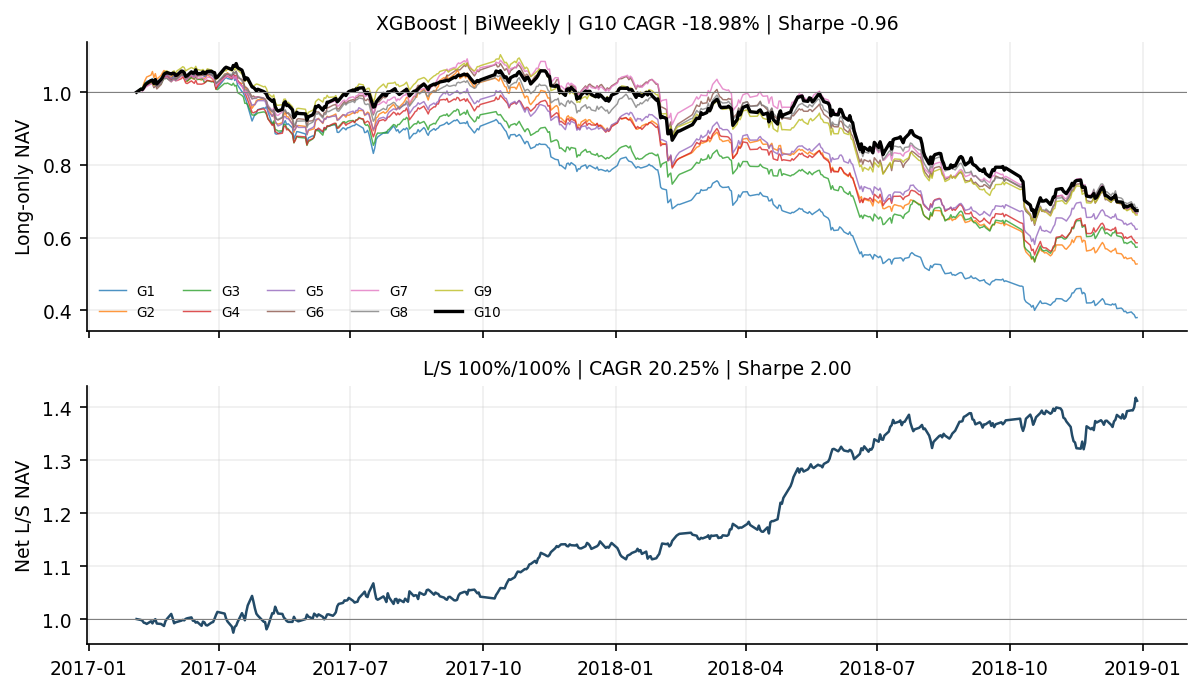 XGBoost | BiWeekly | G10 CAGR -18.98% | Sharpe -0.96
Long-only NAV
1.0
0.8
0.6
0.4
G1 G3 G5 G7 G9
G2 G4 G6 G8 G10
L/S 100%/100% | CAGR 20.25% | Sharpe 2.00
Net L/S NAV
1.4
1.3
1.2
1.1
1.0
2017-01 2017-04 2017-07 2017-10 2018-01 2018-04 2018-07 2018-10 2019-01